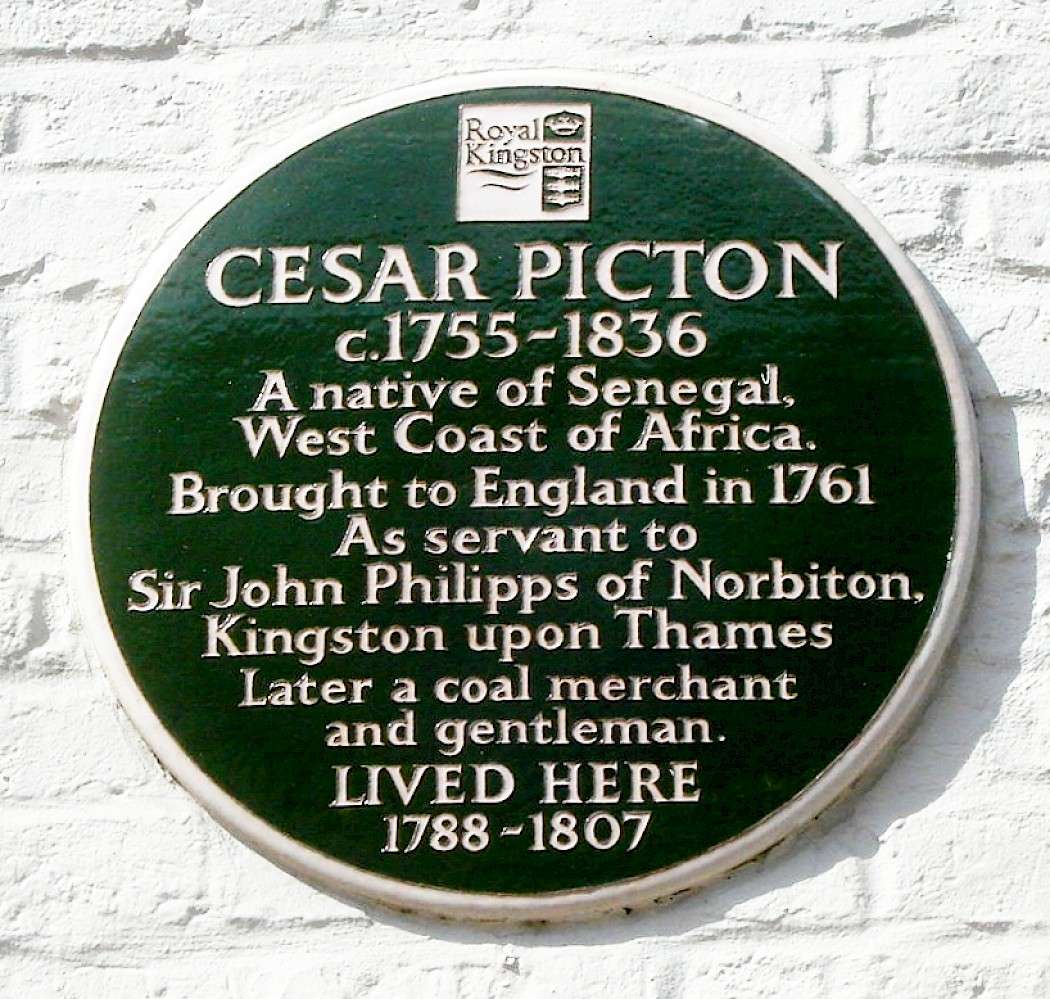 Royal
Kingston
CESAR PICTON
c.1755-1836
A native of Senegal,
West Coast of Africa.
Brought to England in 1761
As servant to
Sir John Philipps of Norbiton,
Kingston upon Thames
Later a coal merchant
and gentleman.
LIVED HERE
1788-1807